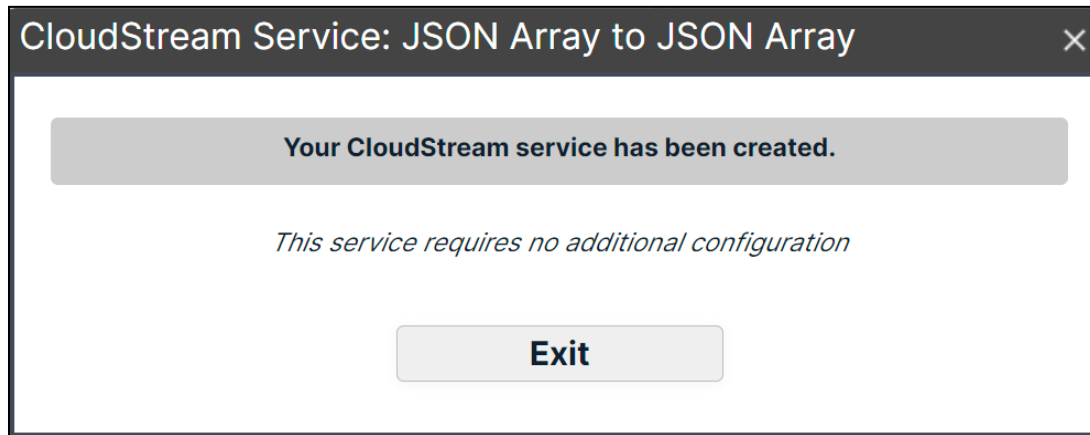 CloudStream Service: JSON Array to JSON Array
Your CloudStream service has been created.
This service requires no additional configuration
Exit